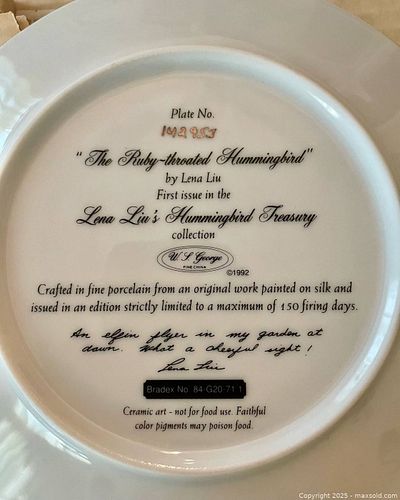 Plate No.
"The Ruby-throated Hummingbird"
by Lena Liu
First issue in the
Lena Liu's Hummingbird Treasury
collection
W. S. George
FINE CHINA
©1992
Crafted in fine porcelain from an original work painted on silk and
issued in an edition strictly limited to a maximum of 150 firing days.
An elfin flyer in my garden at
dawn. What a cheerful sight!
Lena Liu
Bradex No. 84-G20-71.1
Ceramic art - not for food use. Faithful
color pigments may poison food.
Copyright 2025 - maxsold.com